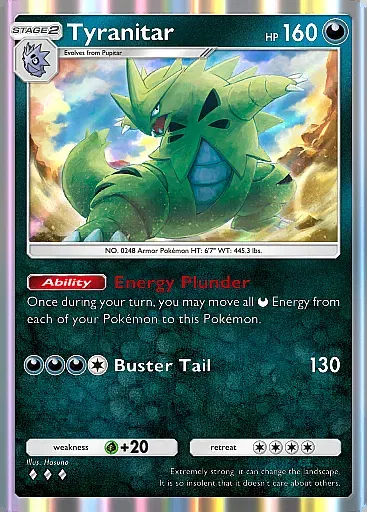 STAGE2 Tyranitar HP 160
Evolves from Pupitar
NO. 0248 Armor Pokémon HT: 6'7" WT: 445.3 lbs.
Ability Energy Plunder
Once during your turn, you may move all Energy from
each of your Pokémon to this Pokémon.
Buster Tail 130
weakness +20 retreat
Illus. Hasuno
Extremely strong, it can change the landscape.
It is so insolent that it doesn't care about others.